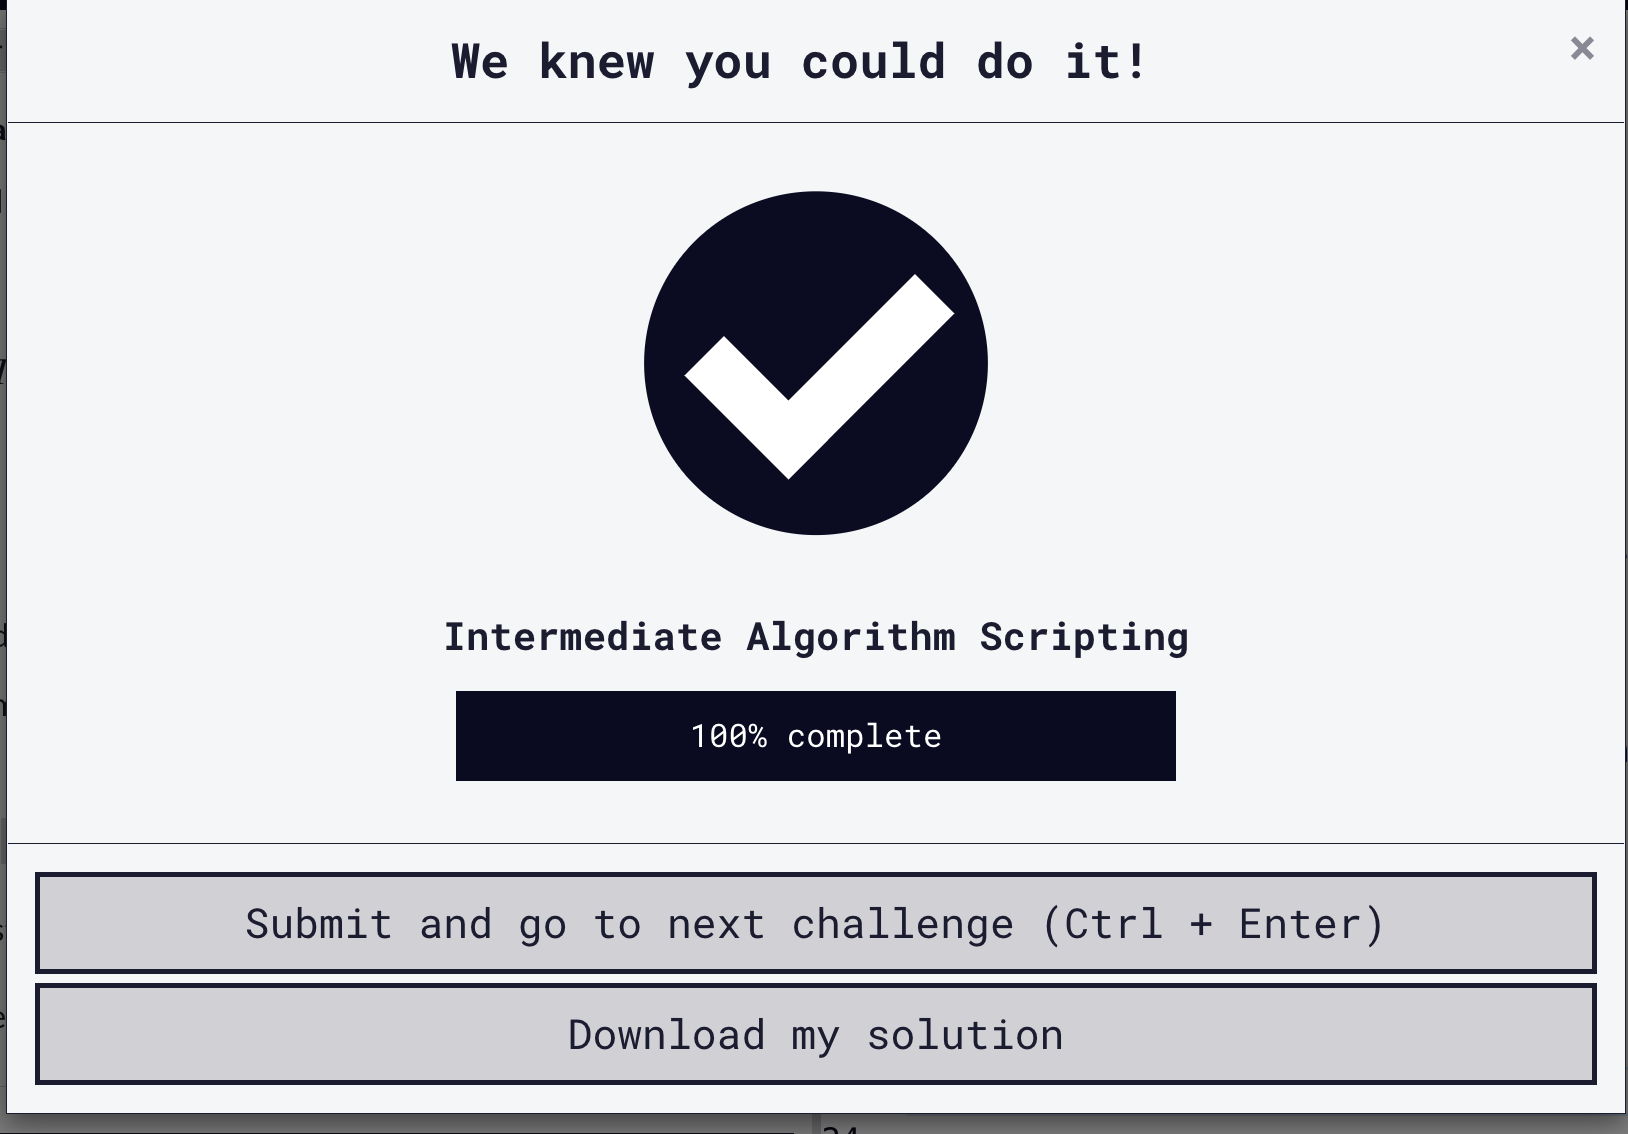 We knew you could do it!
×
Intermediate Algorithm Scripting
100% complete
Submit and go to next challenge (Ctrl + Enter)
Download my solution